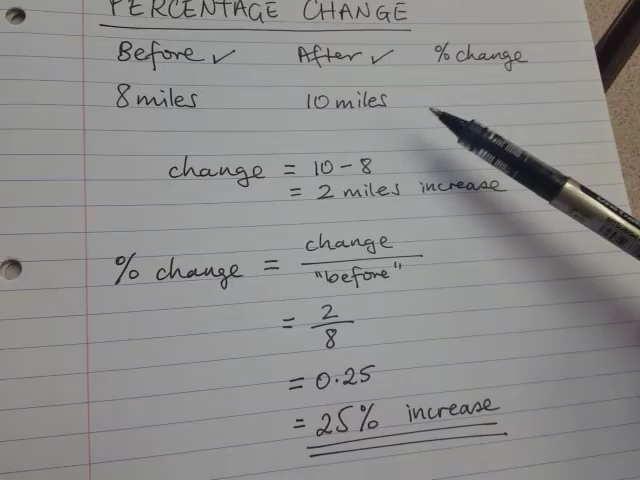 PERCENTAGE CHANGE
Before ✓ After ✓ % change
8 miles 10 miles
change = 10 - 8
= 2 miles increase
% change = change
"before"
= 2
8
= 0.25
= 25% increase